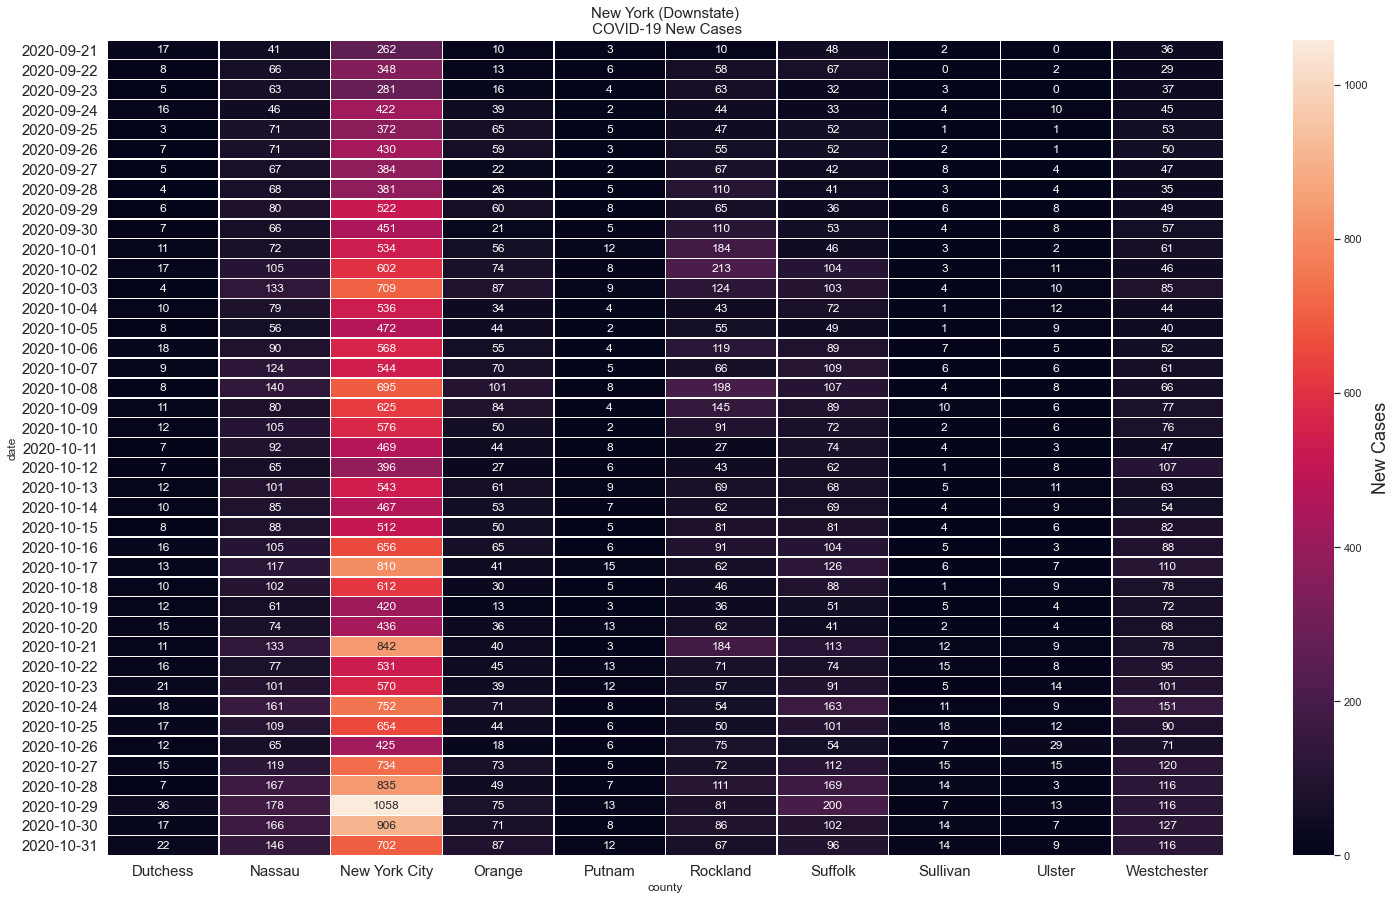 New York (Downstate)
COVID-19 New Cases
2020-09-21 17 41 262 10 3 10 48 2 0 36
2020-09-22 8 66 348 13 6 58 67 0 2 29
2020-09-23 5 63 281 16 4 63 32 3 0 37
2020-09-24 16 46 422 39 2 44 33 4 10 45
2020-09-25 3 71 372 65 5 47 52 1 1 53
2020-09-26 7 71 430 59 3 55 52 2 1 50
2020-09-27 5 67 384 22 2 67 42 8 4 47
2020-09-28 4 68 381 26 5 110 41 3 4 35
2020-09-29 6 80 522 60 8 65 36 6 8 49
2020-09-30 7 66 451 21 5 110 53 4 8 57
2020-10-01 11 72 534 56 12 184 46 3 2 61
2020-10-02 17 105 602 74 8 213 104 3 11 46
2020-10-03 4 133 709 87 9 124 103 4 10 85
2020-10-04 10 79 536 34 4 43 72 1 12 44
2020-10-05 8 56 472 44 2 55 49 1 9 40
2020-10-06 18 90 568 55 4 119 89 7 5 52
2020-10-07 9 124 544 70 5 66 109 6 6 61
2020-10-08 8 140 695 101 8 198 107 4 8 66
2020-10-09 11 80 625 84 4 145 89 10 6 77
2020-10-10 12 105 576 50 2 91 72 2 6 76
2020-10-11 7 92 469 44 8 27 74 4 3 47
2020-10-12 7 65 396 27 6 43 62 1 8 107
2020-10-13 12 101 543 61 9 69 68 5 11 63
2020-10-14 10 85 467 53 7 62 69 4 9 54
2020-10-15 8 88 512 50 5 81 81 4 6 82
2020-10-16 16 105 656 65 6 91 104 5 3 88
2020-10-17 13 117 810 41 15 62 126 6 7 110
2020-10-18 10 102 612 30 5 46 88 1 9 78
2020-10-19 12 61 420 13 3 36 51 5 4 72
2020-10-20 15 74 436 36 13 62 41 2 4 68
2020-10-21 11 133 842 40 3 184 113 12 9 78
2020-10-22 16 77 531 45 13 71 74 15 8 95
2020-10-23 21 101 570 39 12 57 91 5 14 101
2020-10-24 18 161 752 71 8 54 163 11 9 151
2020-10-25 17 109 654 44 6 50 101 18 12 90
2020-10-26 12 65 425 18 6 75 54 7 29 71
2020-10-27 15 119 734 73 5 72 112 15 15 120
2020-10-28 7 167 835 49 7 111 169 14 3 116
2020-10-29 36 178 1058 75 13 81 200 7 13 116
2020-10-30 17 166 906 71 8 86 102 14 7 127
2020-10-31 22 146 702 87 12 67 96 14 9 116
Dutchess Nassau New York City Orange Putnam Rockland Suffolk Sullivan Ulster Westchester
county
date
1000
800
600
400
200
0
New Cases